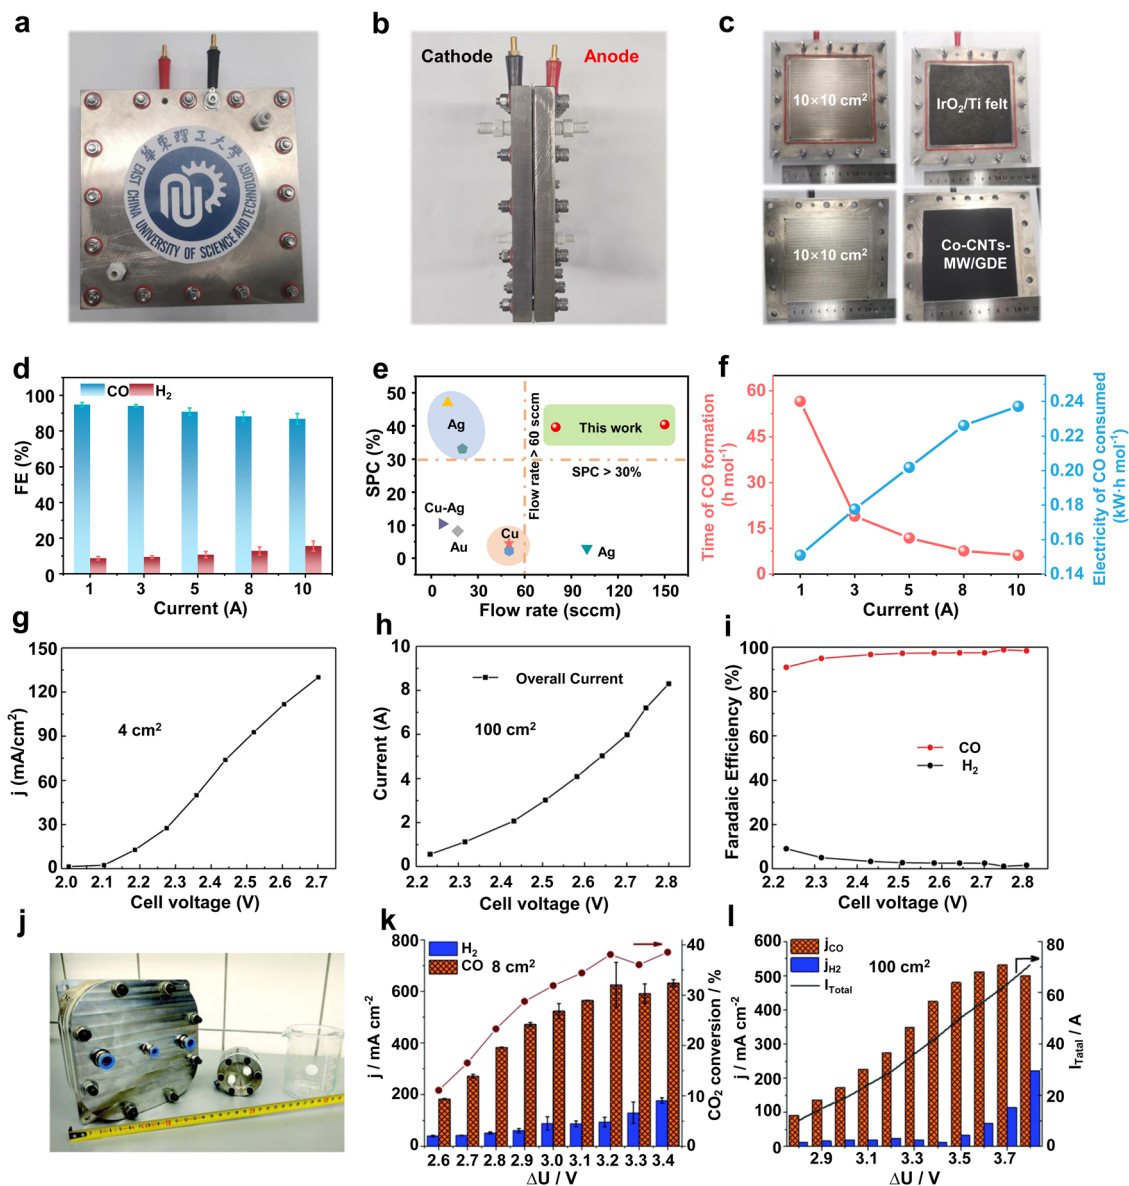 a
b
c
Cathode
Anode
華東理工大學
EAST CHINA UNIVERSITY OF SCIENCE AND TECHNOLOGY
10×10 cm²
IrO₂/Ti felt
10×10 cm²
Co-CNTs-
MW/GDE
d
CO H₂
FE (%)
100
80
60
40
20
0
1 3 5 8 10
Current (A)
e
SPC (%)
50
40
30
20
10
0
Ag
This work
Flow rate > 60 sccm
SPC > 30%
Cu-Ag
Au
Cu
Ag
0 30 60 90 120 150
Flow rate (sccm)
f
Time of CO formation
(h mol⁻¹)
60
45
30
15
0
0.24
0.22
0.20
0.18
0.16
0.14
Electricity of CO consumed
(kW·h mol⁻¹)
1 3 5 8 10
Current (A)
g
j (mA/cm²)
150
120
90
60
30
0
4 cm²
2.0 2.1 2.2 2.3 2.4 2.5 2.6 2.7
Cell voltage (V)
h
Current (A)
10
8
6
4
2
0
Overall Current
100 cm²
2.2 2.3 2.4 2.5 2.6 2.7 2.8
Cell voltage (V)
i
Faradaic Efficiency (%)
100
80
60
40
20
0
CO
H₂
2.2 2.3 2.4 2.5 2.6 2.7 2.8
Cell voltage (V)
j
k
j / mA cm⁻²
800
600
400
200
0
H₂
CO 8 cm²
40
30
20
10
0
CO₂ conversion / %
2.6 2.7 2.8 2.9 3.0 3.1 3.2 3.3 3.4
ΔU / V
l
j / mA cm⁻²
600
500
400
300
200
100
0
j_CO
j_H2
I_Total
100 cm²
80
60
40
20
0
I_Tatal / A
2.9 3.1 3.3 3.5 3.7
ΔU / V